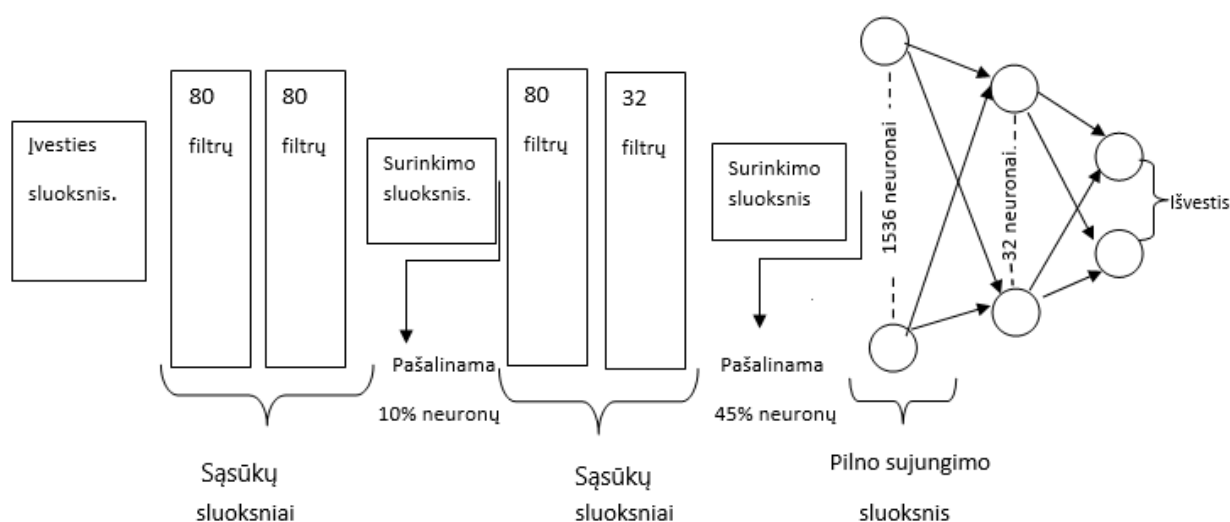 Įvesties
sluoksnis.
80
filtrų
80
filtrų
Surinkimo
sluoksnis.
Pašalinama
10% neuronų
Sąsūkų
sluoksniai
80
filtrų
32
filtrų
Surinkimo
sluoksnis
Pašalinama
45% neuronų
Sąsūkų
sluoksniai
1536 neuronai
32 neuronai
Pilno sujungimo
sluoksnis
Išvestis